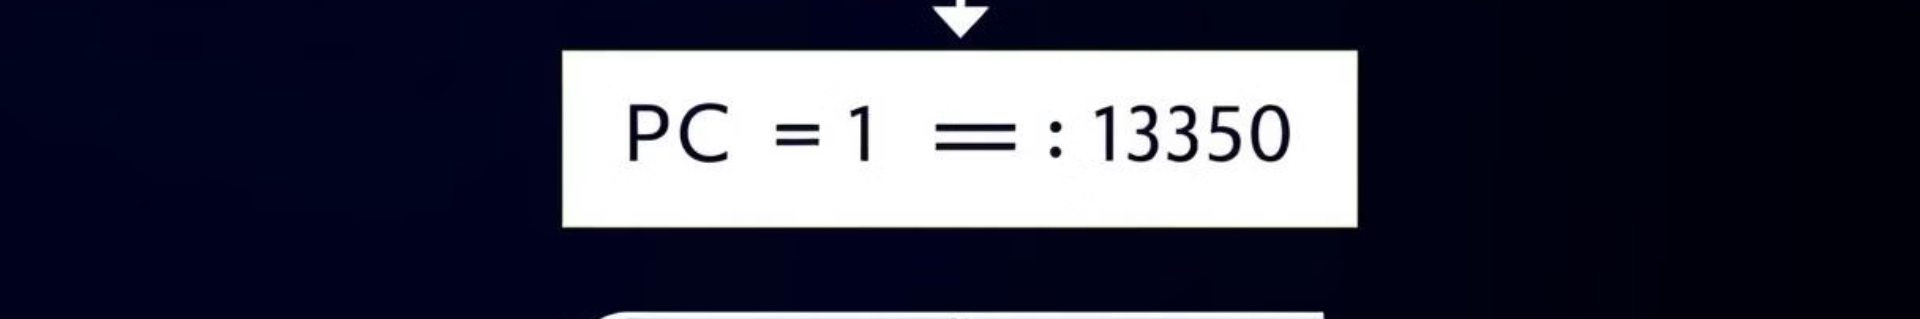 PC = 1 = : 13350